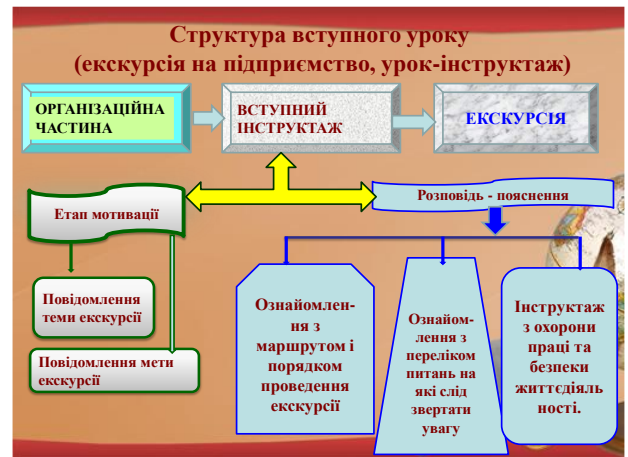 Структура вступного уроку
(екскурсія на підприємство, урок-інструктаж)
ОРГАНІЗАЦІЙНА
ЧАСТИНА
ВСТУПНИЙ
ІНСТРУКТАЖ
ЕКСКУРСІЯ
Етап мотивації
Розповідь - пояснення
Повідомлення
теми екскурсії
Повідомлення мети
екскурсії
Ознайомлен-
ня з
маршрутом і
порядком
проведення
екскурсії
Ознайом-
лення з
переліком
питань на
які слід
звертати
увагу
Інструктаж
з охорони
праці та
безпеки
життєдіяль
ності.